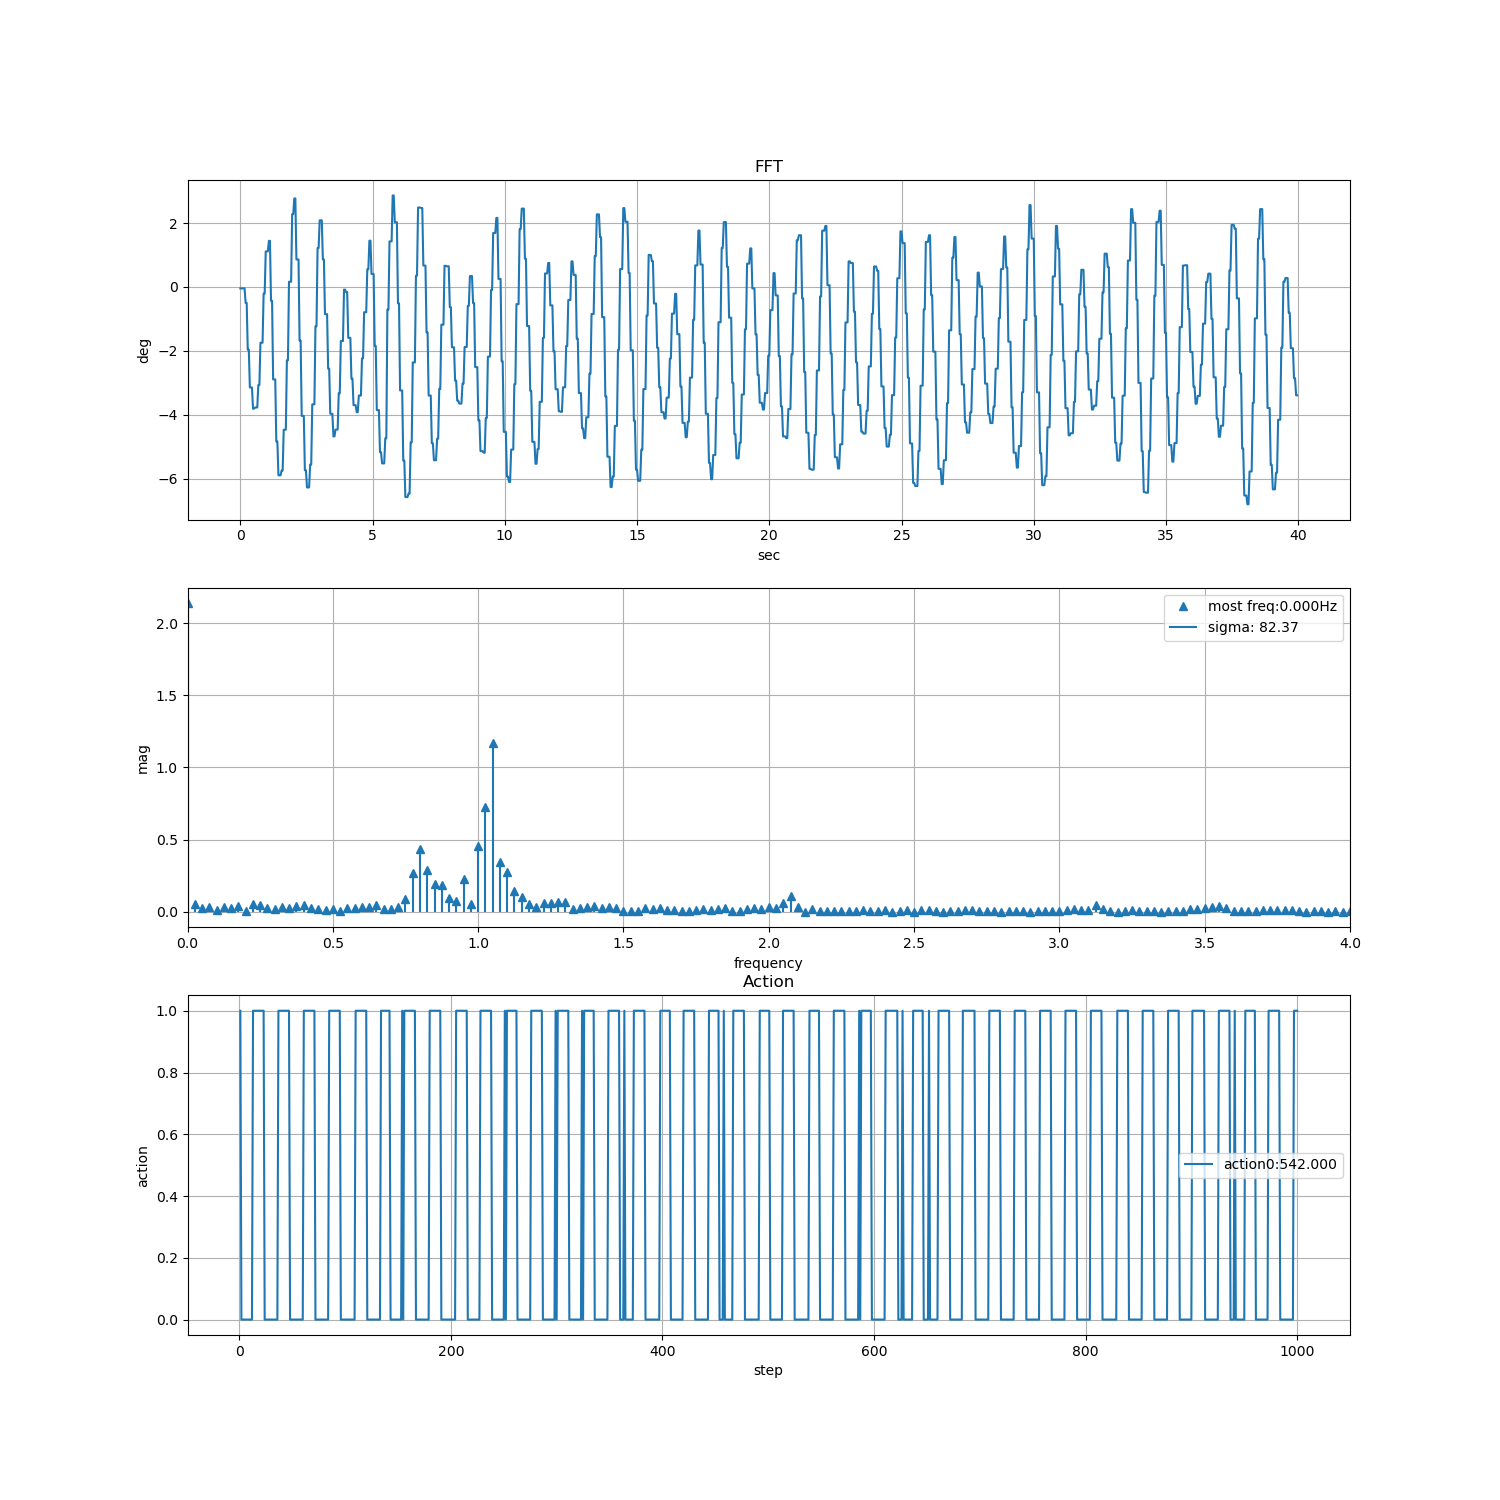 FFT
2
0
−2
−4
−6
deg
0 5 10 15 20 25 30 35 40
sec
most freq:0.000Hz
sigma: 82.37
2.0
1.5
1.0
0.5
0.0
mag
0.0 0.5 1.0 1.5 2.0 2.5 3.0 3.5 4.0
frequency
Action
1.0
0.8
0.6
0.4
0.2
0.0
action
action0:542.000
0 200 400 600 800 1000
step